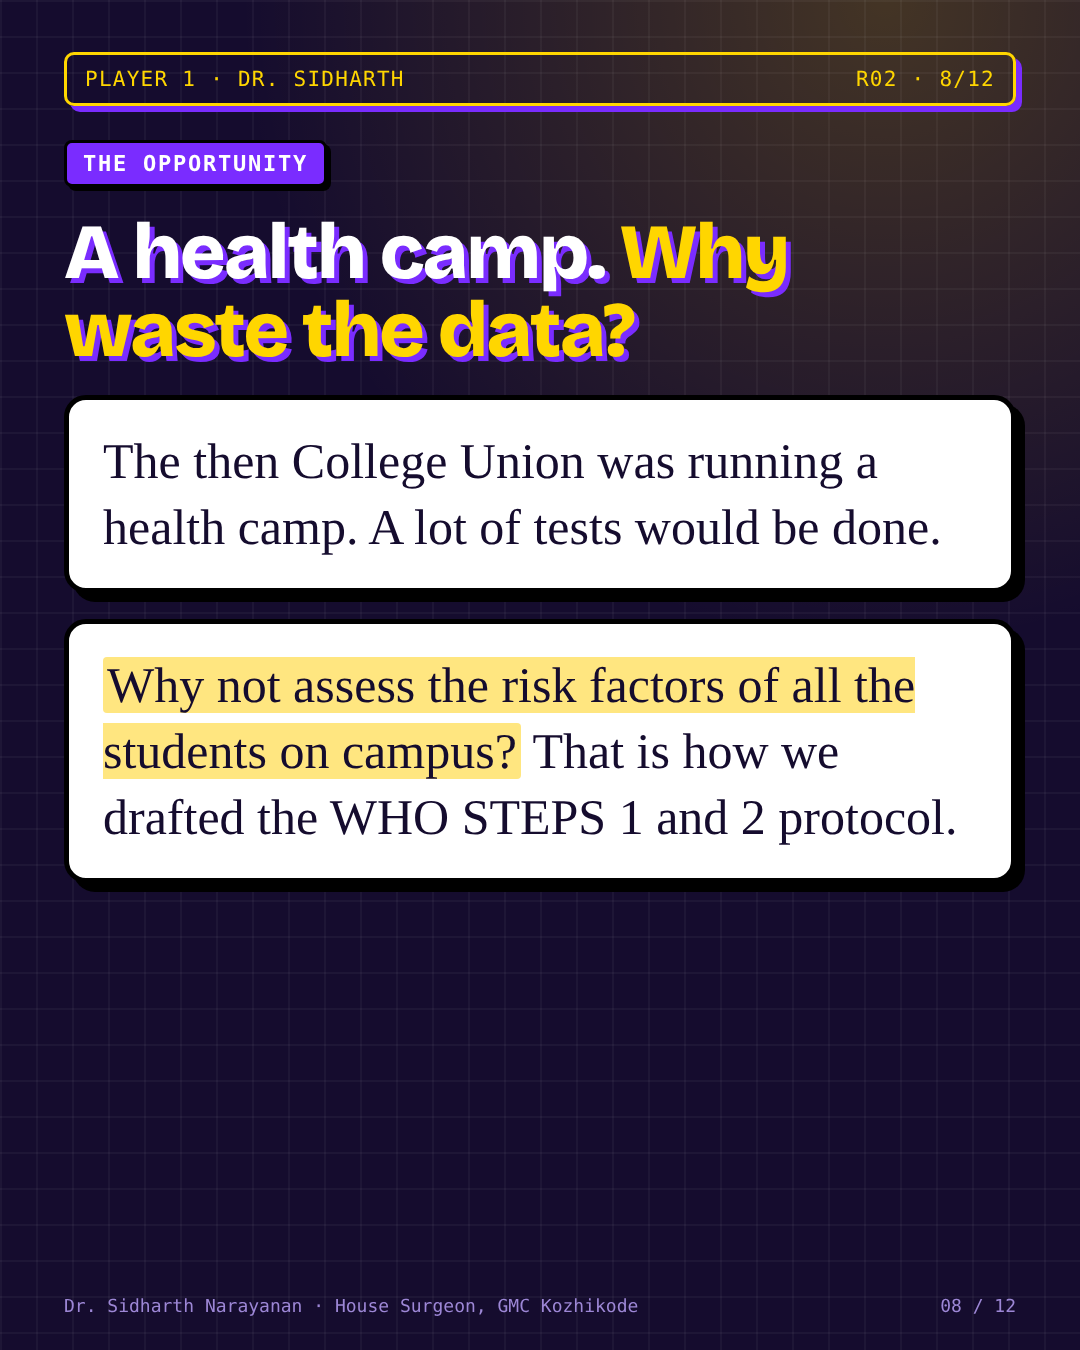 PLAYER 1 · DR. SIDHARTH R02 · 8/12
THE OPPORTUNITY
A health camp. Why
waste the data?
The then College Union was running a
health camp. A lot of tests would be done.
Why not assess the risk factors of all the
students on campus? That is how we
drafted the WHO STEPS 1 and 2 protocol.
Dr. Sidharth Narayanan · House Surgeon, GMC Kozhikode 08 / 12